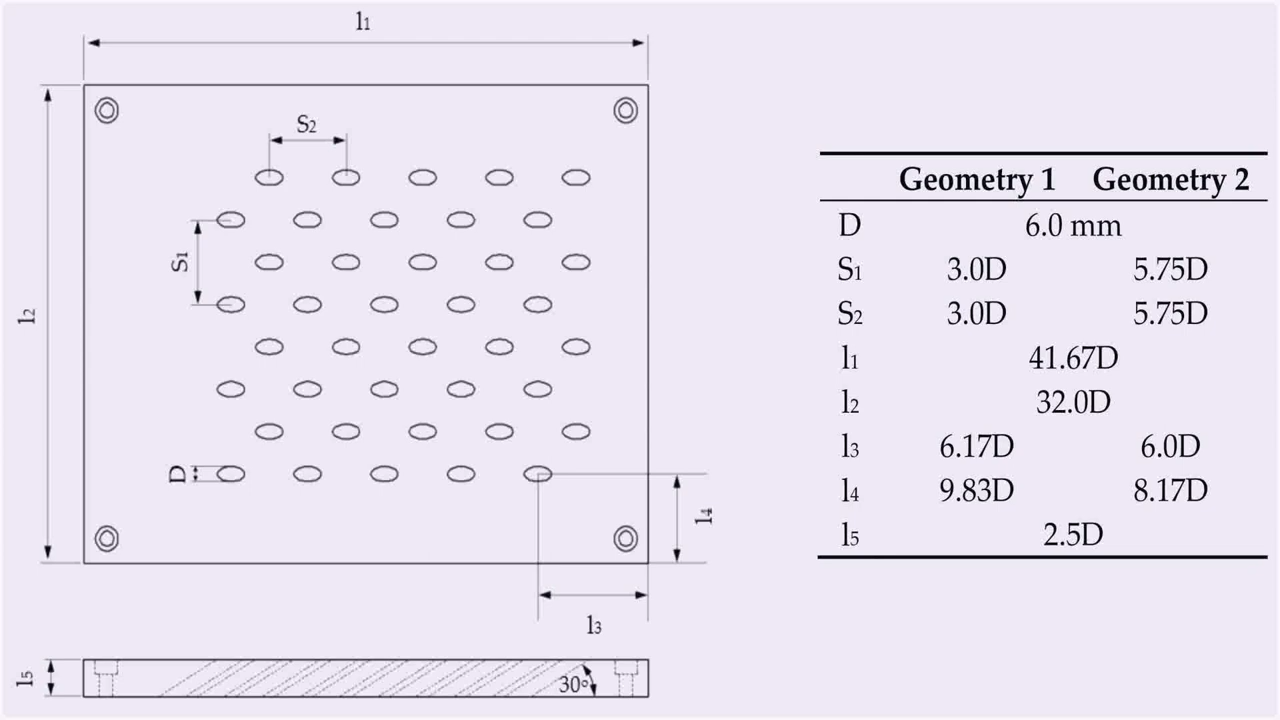 l1
S2
S1
l2
D
l4
l3
l5
30°
Geometry 1 Geometry 2
D 6.0 mm
S1 3.0D 5.75D
S2 3.0D 5.75D
l1 41.67D
l2 32.0D
l3 6.17D 6.0D
l4 9.83D 8.17D
l5 2.5D